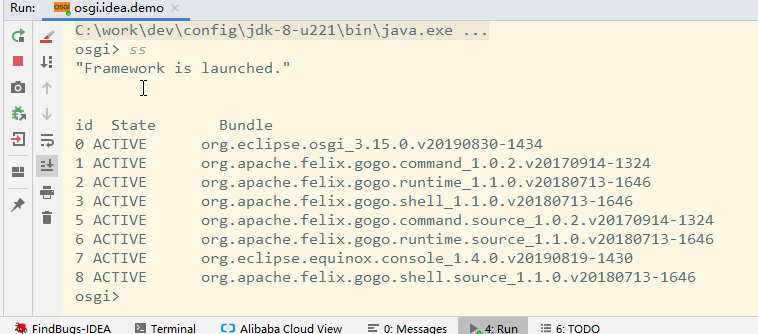 Run: osgi.idea.demo
C:\work\dev\config\jdk-8-u221\bin\java.exe ...
osgi> ss
"Framework is launched."
id State Bundle
0 ACTIVE org.eclipse.osgi_3.15.0.v20190830-1434
1 ACTIVE org.apache.felix.gogo.command_1.0.2.v20170914-1324
2 ACTIVE org.apache.felix.gogo.runtime_1.1.0.v20180713-1646
3 ACTIVE org.apache.felix.gogo.shell_1.1.0.v20180713-1646
5 ACTIVE org.apache.felix.gogo.command.source_1.0.2.v20170914-1324
6 ACTIVE org.apache.felix.gogo.runtime.source_1.1.0.v20180713-1646
7 ACTIVE org.eclipse.equinox.console_1.4.0.v20190819-1430
8 ACTIVE org.apache.felix.gogo.shell.source_1.1.0.v20180713-1646
osgi>
FindBugs-IDEA Terminal Alibaba Cloud View 0: Messages 4: Run 6: TODO